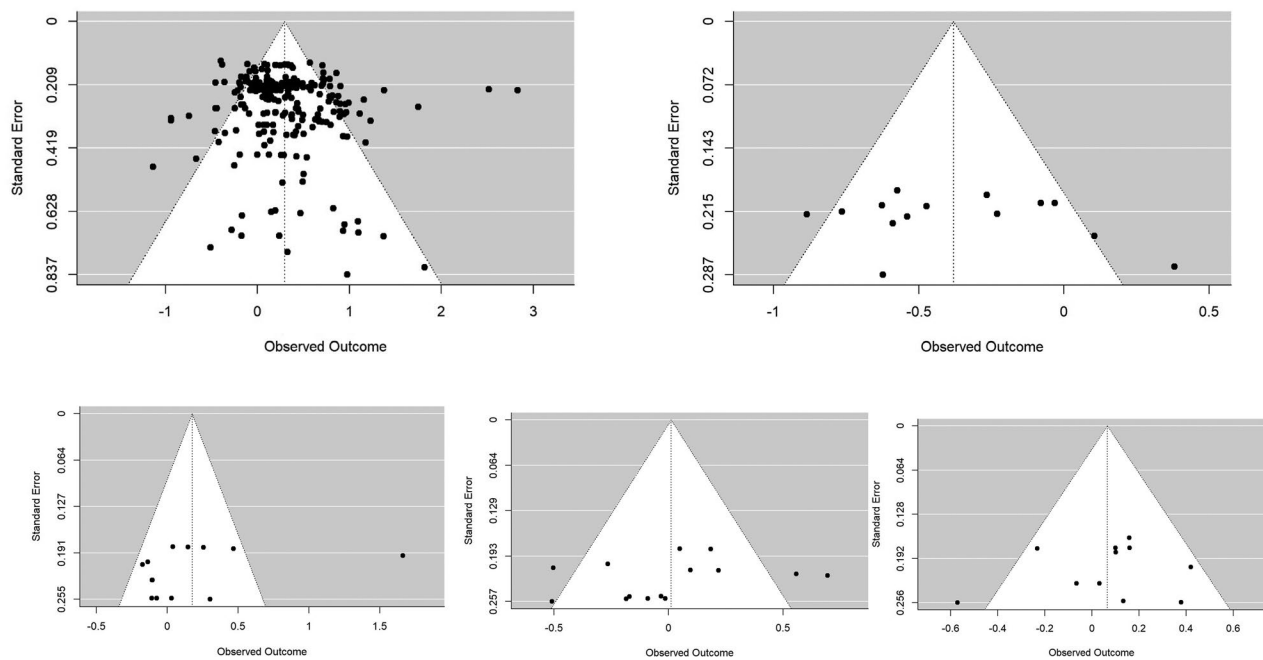 0
0.209
0.419
0.628
0.837
Standard Error
-1 0 1 2 3
Observed Outcome
0
0.072
0.143
0.215
0.287
Standard Error
-1 -0.5 0 0.5
Observed Outcome
0
0.064
0.127
0.191
0.255
Standard Error
-0.5 0 0.5 1 1.5
Observed Outcome
0
0.064
0.129
0.193
0.257
Standard Error
-0.5 0 0.5
Observed Outcome
0
0.064
0.128
0.192
0.256
Standard Error
-0.6 -0.4 -0.2 0 0.2 0.4 0.6
Observed Outcome